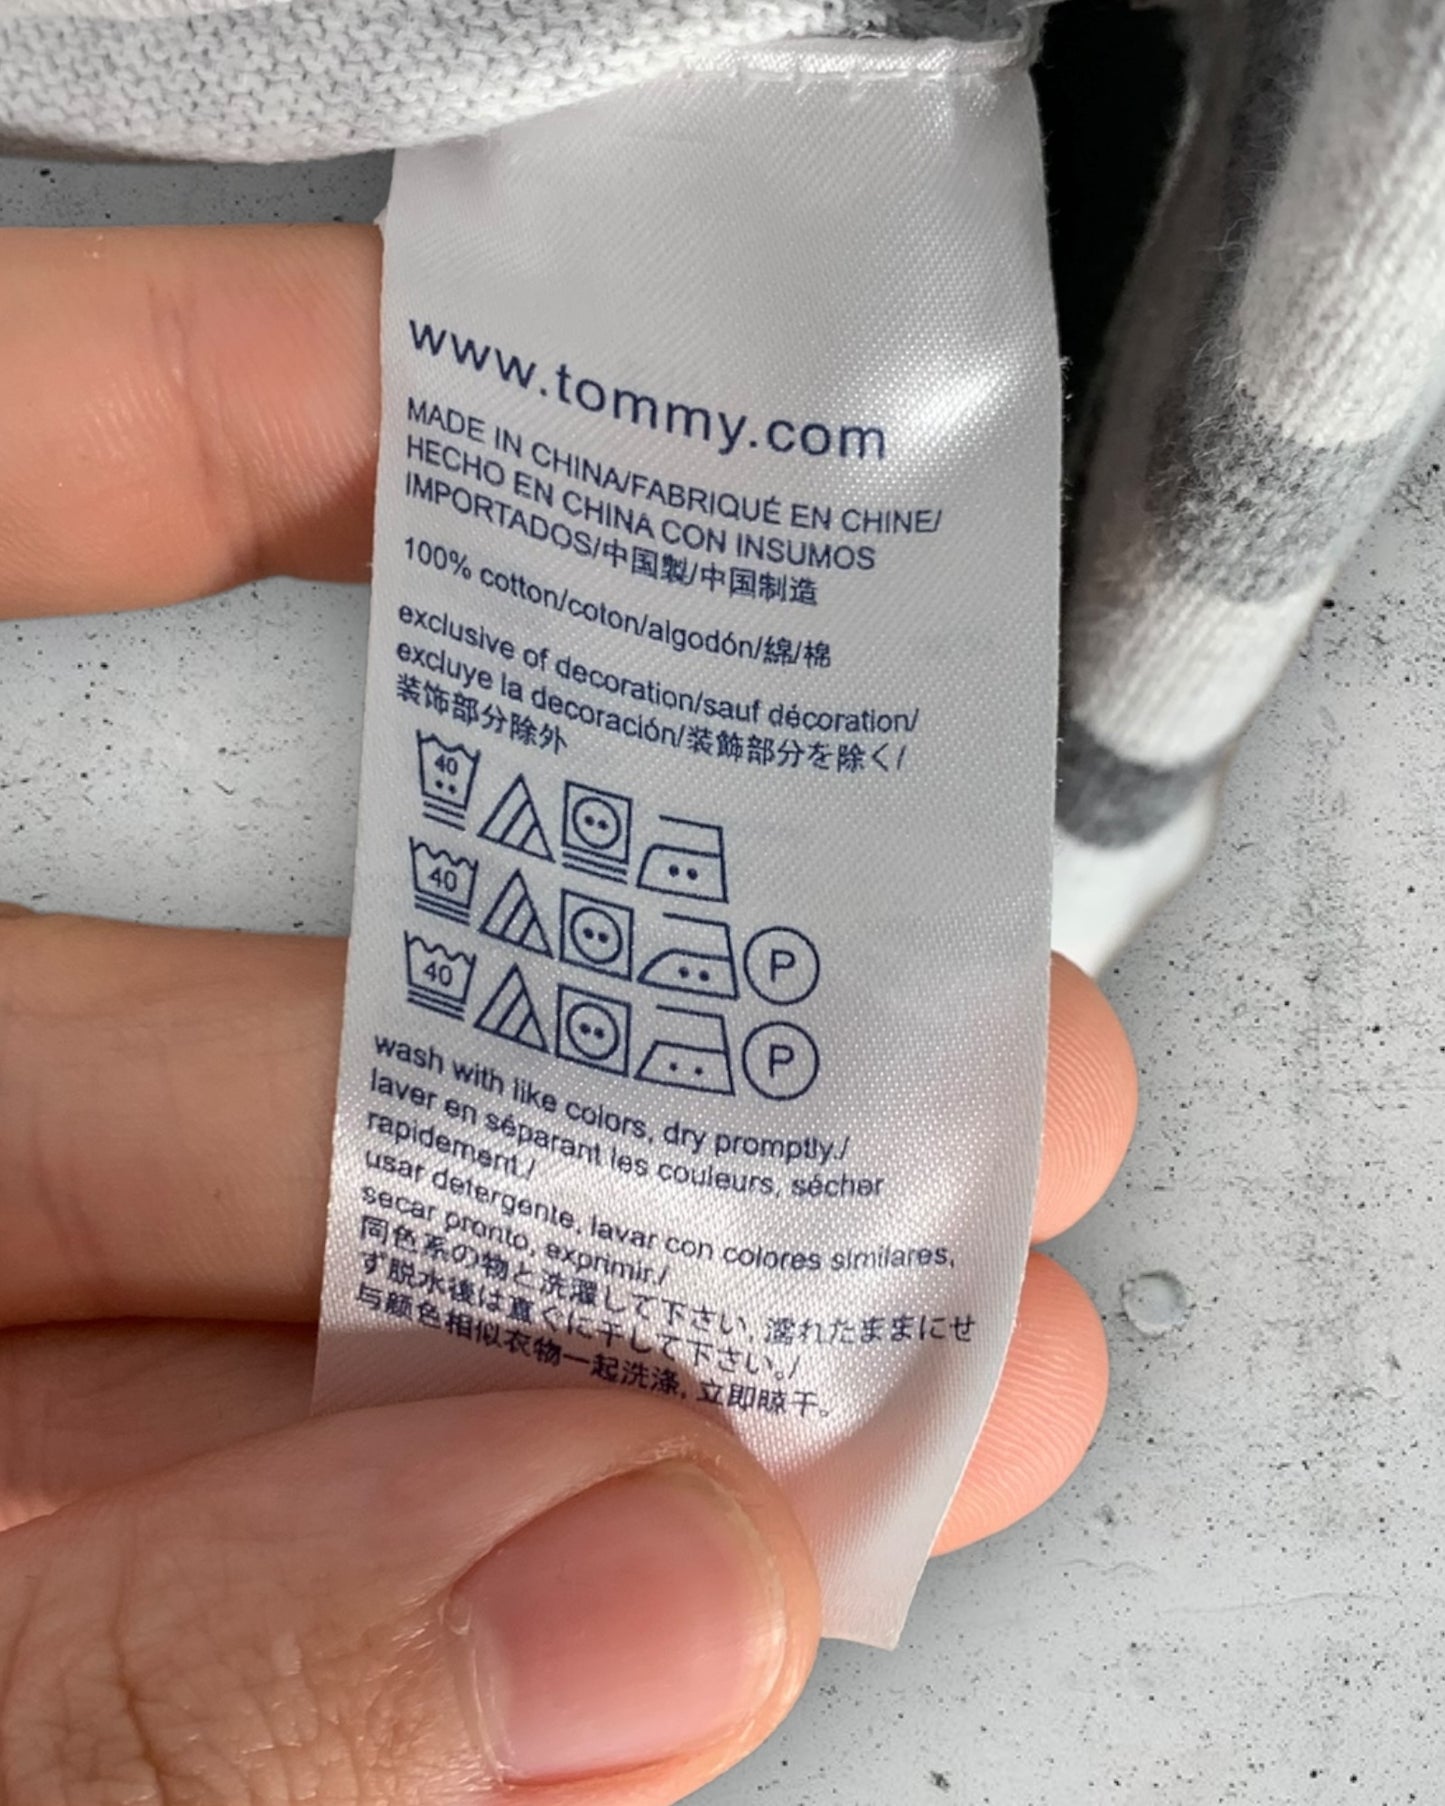 www.tommy.com
MADE IN CHINA/FABRIQUÉ EN CHINE/
HECHO EN CHINA CON INSUMOS
IMPORTADOS/中国製/中国制造
100% cotton/coton/algodón/綿/棉
exclusive of decoration/sauf décoration/
excluye la decoración/装飾部分を除く/
装饰部分除外
40
40
P
40
P
wash with like colors, dry promptly./
laver en séparant les couleurs, sécher
rapidement./
usar detergente, lavar con colores similares,
secar pronto, exprimir./
同色系の物と洗濯して下さい, 濡れたままにせ
ず脱水後は直ぐに干して下さい。/
与颜色相似衣物一起洗涤, 立即晾干。